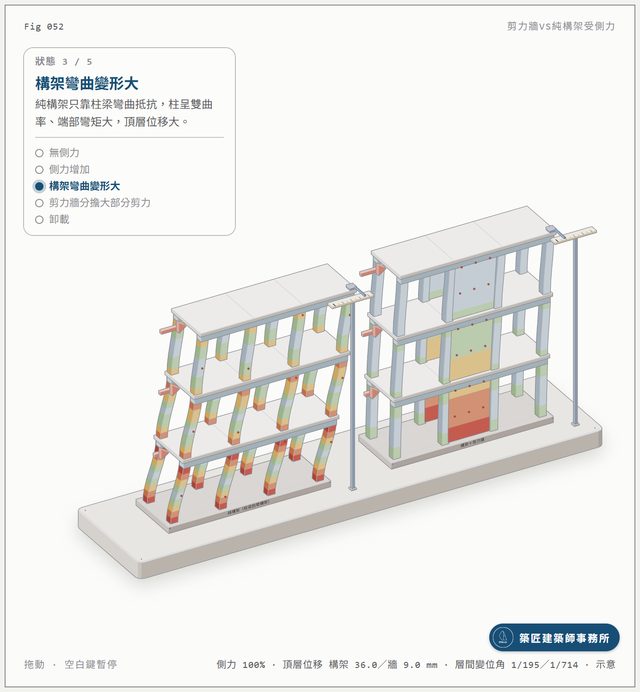 Fig 052
剪力牆VS純構架受側力
狀態 3 / 5
構架彎曲變形大
純構架只靠柱梁彎曲抵抗，柱呈雙曲
率、端部彎矩大，頂層位移大。
無側力
側力增加
構架彎曲變形大
剪力牆分擔大部分剪力
卸載
築匠建築師事務所
拖動 · 空白鍵暫停
側力 100% · 頂層位移 構架 36.0／牆 9.0 mm · 層間變位角 1/195／1/714 · 示意